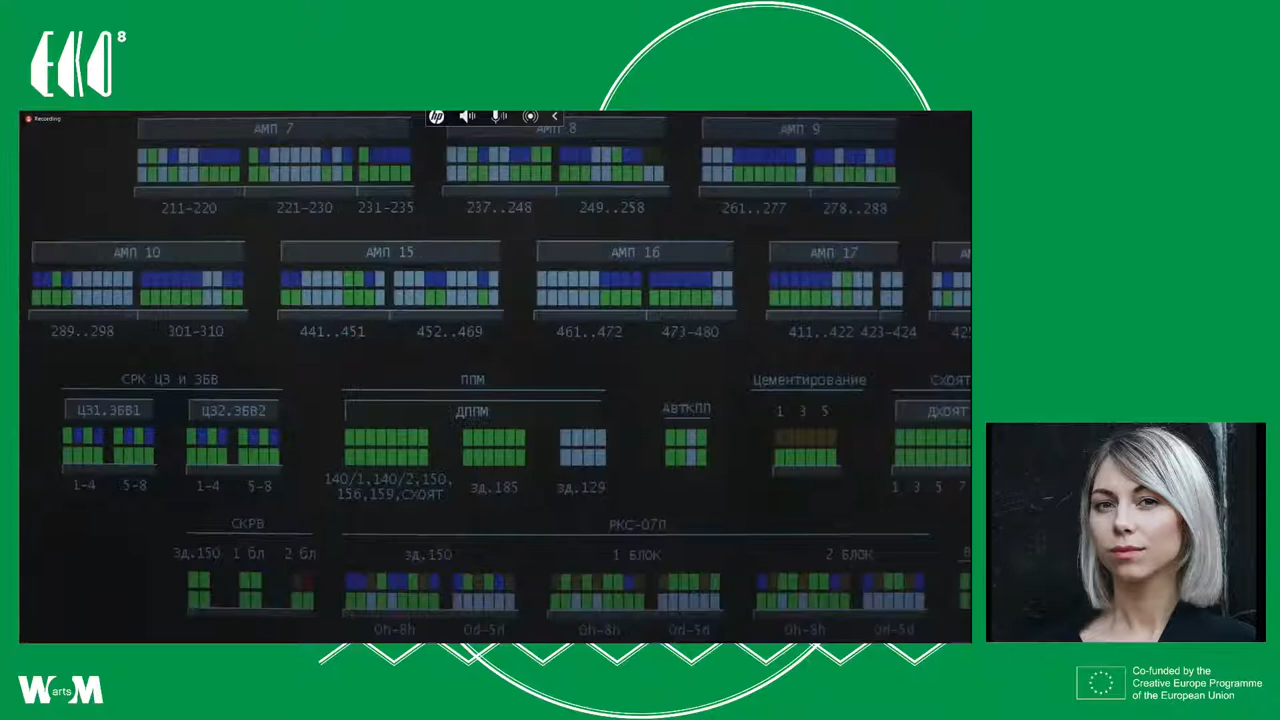 EKO 8
Recording
hp
АМП 7
АМП 8
АМП 9
211-220
221-230
231-235
237..248
249..258
261..277
278..288
АМП 10
АМП 15
АМП 16
АМП 17
289..298
301-310
441..451
452..469
461..472
473-480
411..422
423-424
СРК ЦЗ и ЗБВ
ППМ
Цементирование
СХОЯТ
ЦЗ1.ЗБВ1
ЦЗ2.ЗБВ2
ДППМ
АвтКПП
1 3 5
ДХОЯТ
1-4
5-8
1-4
5-8
140/1,140/2,150,
156,159,СХОЯТ
зд.185
зд.129
1 3 5 7
СКРВ
РКС-07П
Зд.150
1 бл
2 бл
зд.150
1 БЛОК
2 БЛОК
0h-8h
0d-5d
0h-8h
0d-5d
0h-8h
0d-5d
WoM
arts
Co-funded by the
Creative Europe Programme
of the European Union